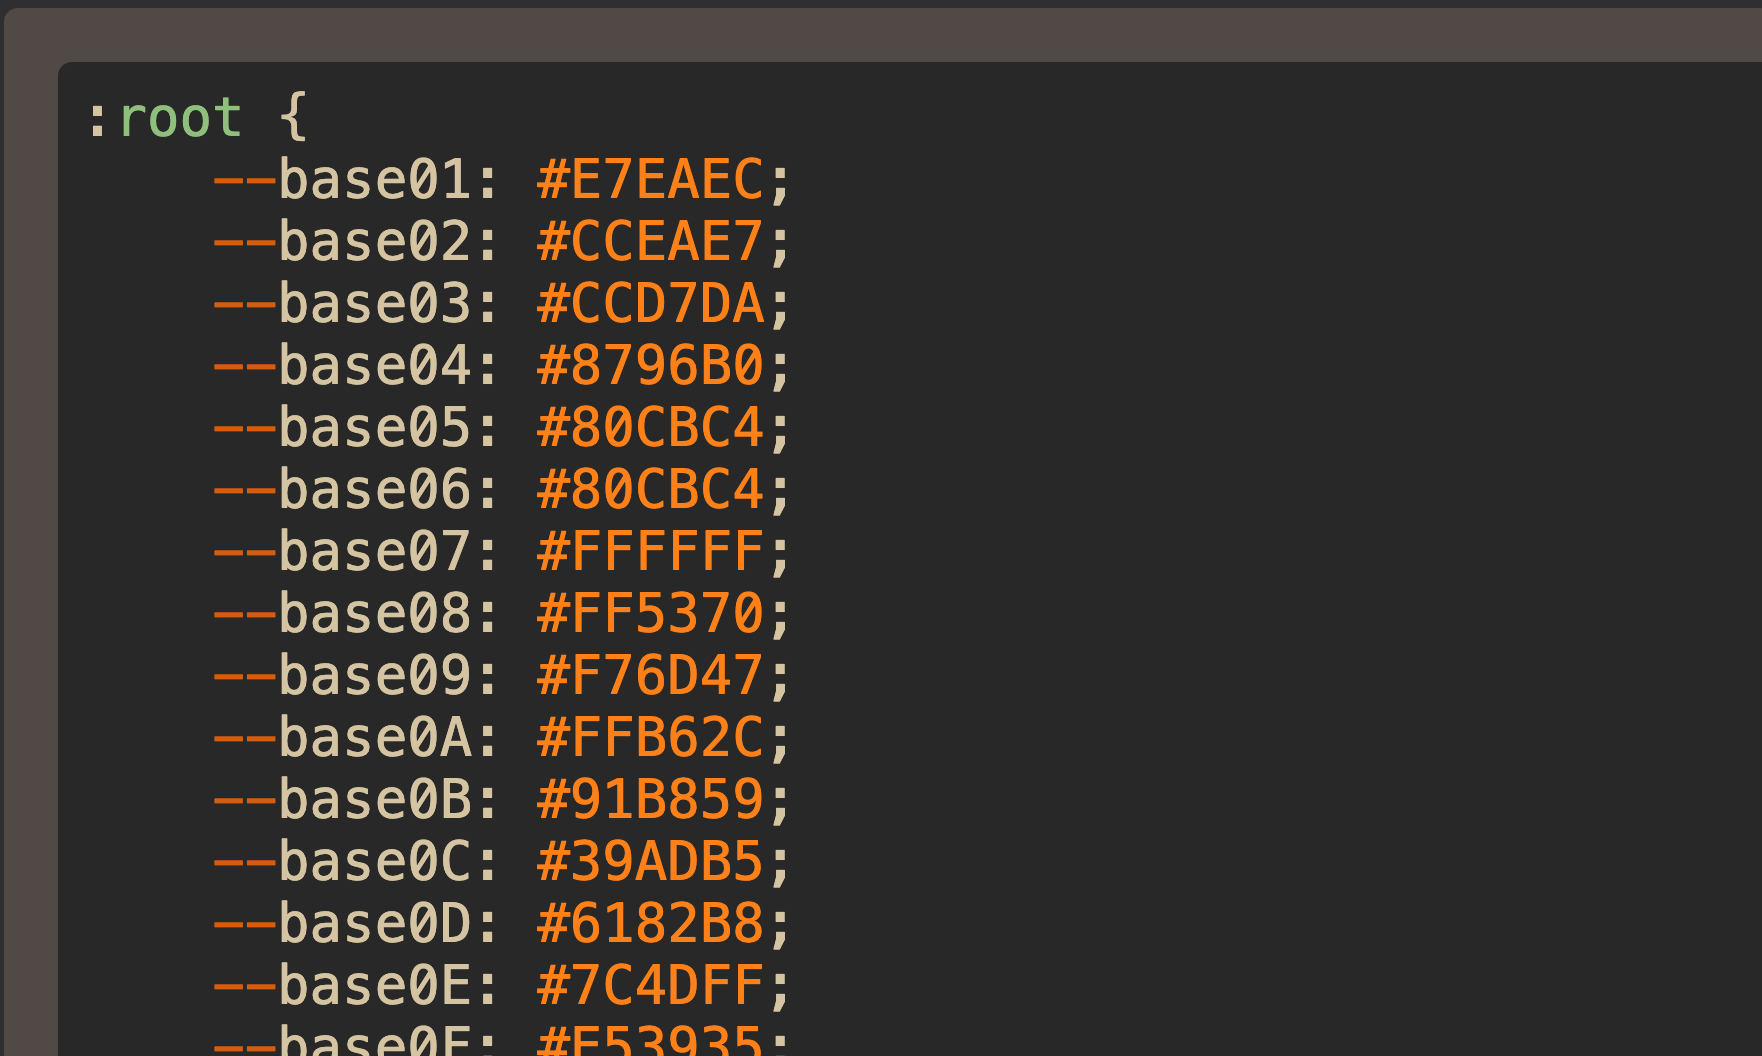 :root {
--base01: #E7EAEC;
--base02: #CCEAE7;
--base03: #CCD7DA;
--base04: #8796B0;
--base05: #80CBC4;
--base06: #80CBC4;
--base07: #FFFFFF;
--base08: #FF5370;
--base09: #F76D47;
--base0A: #FFB62C;
--base0B: #91B859;
--base0C: #39ADB5;
--base0D: #6182B8;
--base0E: #7C4DFF;
--base0F: #E53935;